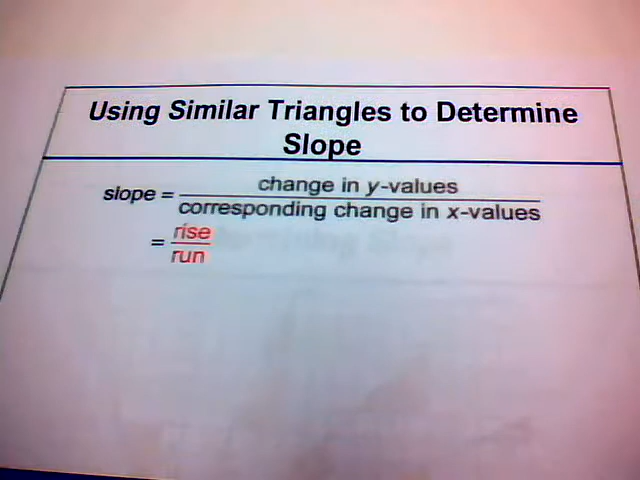 Using Similar Triangles to Determine
Slope
slope = change in y-values
corresponding change in x-values
= rise
run